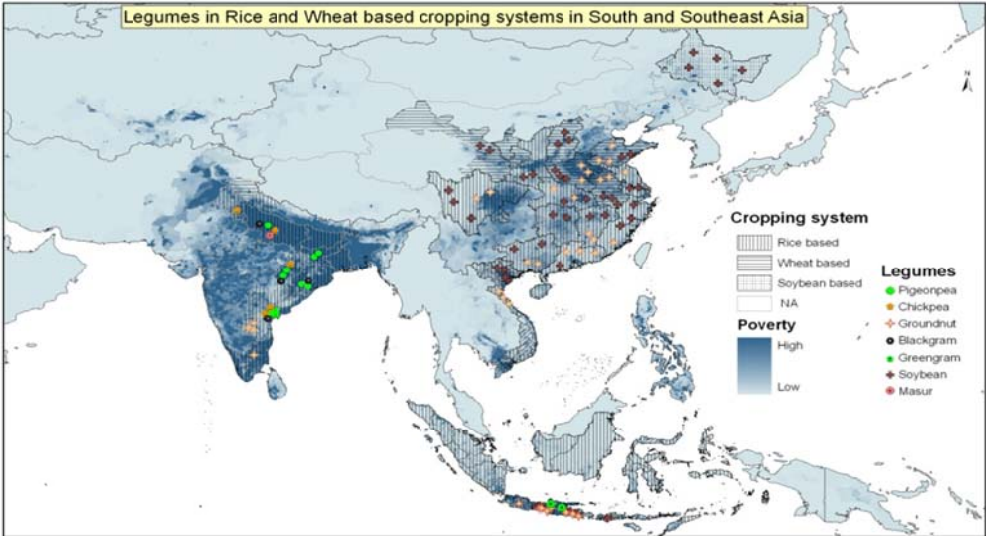 Legumes in Rice and Wheat based cropping systems in South and Southeast Asia
N
Cropping system
Rice based
Wheat based
Soybean based
NA
Poverty
High
Low
Legumes
Pigeonpea
Chickpea
Groundnut
Blackgram
Greengram
Soybean
Masur